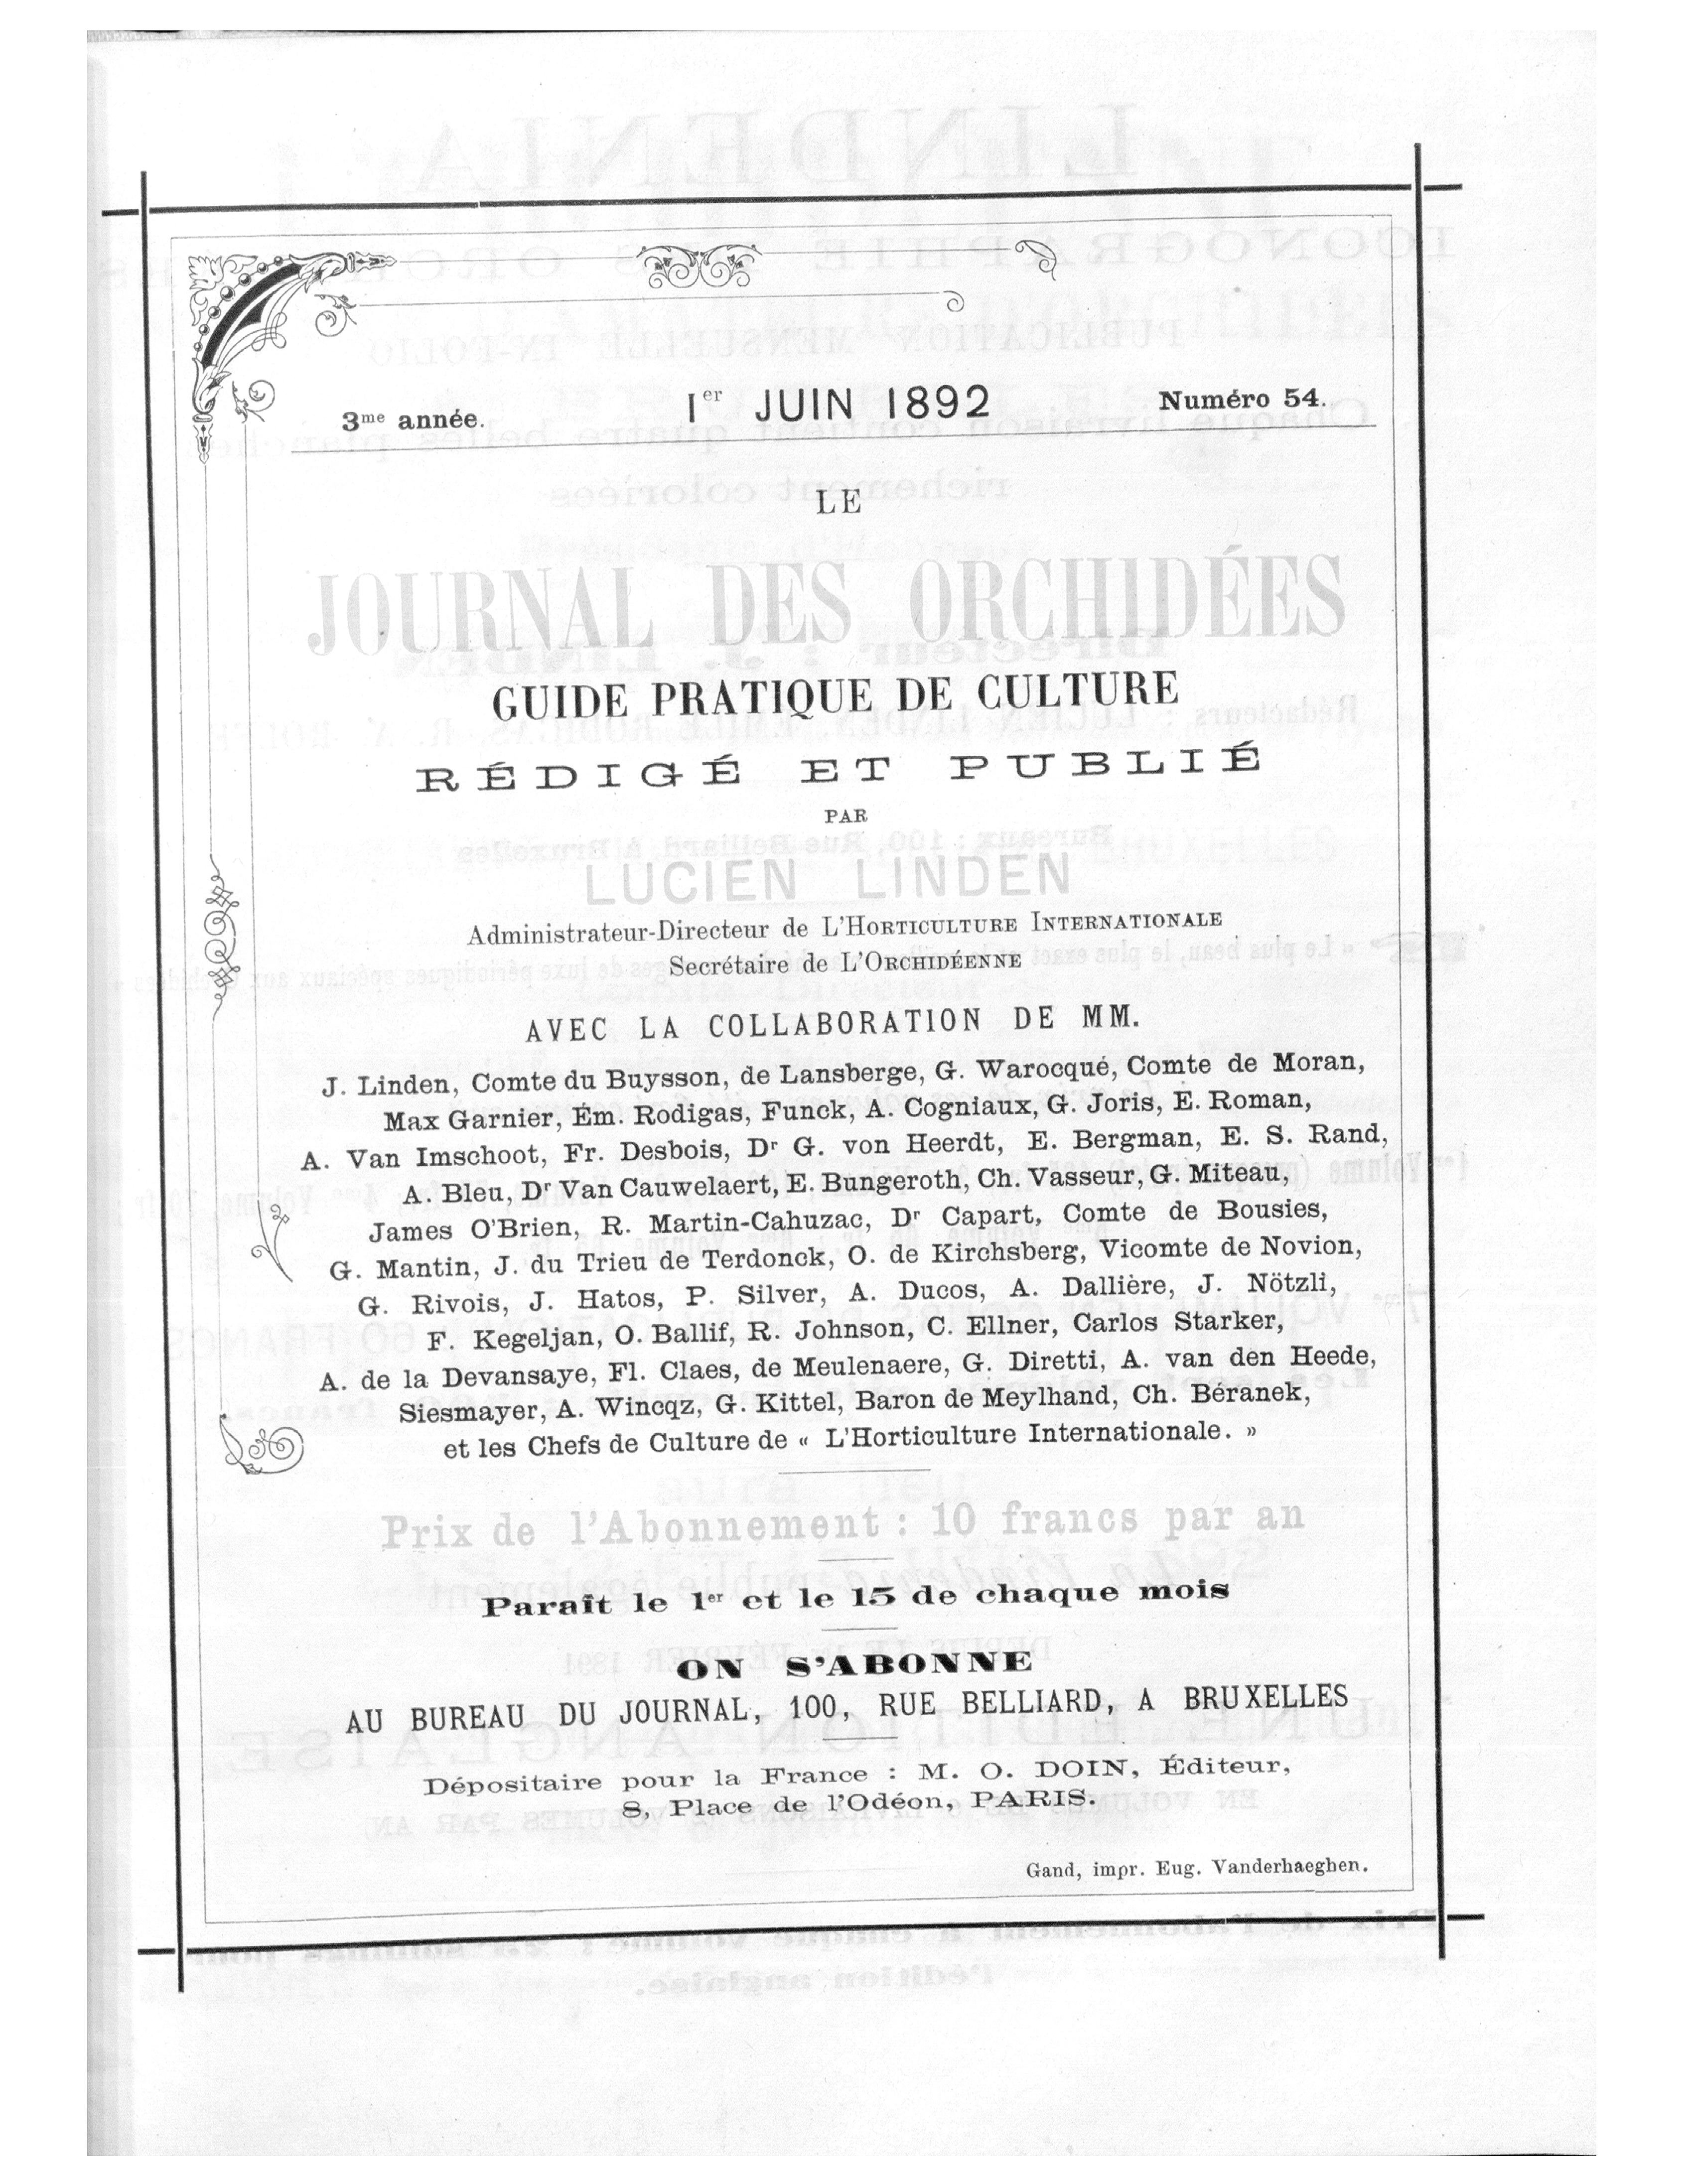 3me année.
1er JUIN 1892
Numéro 54.
LE
JOURNAL DES ORCHIDÉES
GUIDE PRATIQUE DE CULTURE
RÉDIGÉ ET PUBLIÉ
PAR
LUCIEN LINDEN
Administrateur-Directeur de L'HORTICULTURE INTERNATIONALE
Secrétaire de L'ORCHIDÉENNE
AVEC LA COLLABORATION DE MM.
J. Linden, Comte du Buysson, de Lansberge, G. Warocqué, Comte de Moran,
Max Garnier, Ém. Rodigas, Funck, A. Cogniaux, G. Joris, E. Roman,
A. Van Imschoot, Fr. Desbois, Dr G. von Heerdt, E. Bergman, E. S. Rand,
A. Bleu, Dr Van Cauwelaert, E. Bungeroth, Ch. Vasseur, G. Miteau,
James O'Brien, R. Martin-Cahuzac, Dr Capart, Comte de Bousies,
G. Mantin, J. du Trieu de Terdonck, O. de Kirchsberg, Vicomte de Novion,
G. Rivois, J. Hatos, P. Silver, A. Ducos, A. Dallière, J. Nötzli,
F. Kegeljan, O. Ballif, R. Johnson, C. Ellner, Carlos Starker,
A. de la Devansaye, Fl. Claes, de Meulenaere, G. Diretti, A. van den Heede,
Siesmayer, A. Wincqz, G. Kittel, Baron de Meylhand, Ch. Béranek,
et les Chefs de Culture de « L'Horticulture Internationale. »
Prix de l'Abonnement : 10 francs par an
Paraît le 1er et le 15 de chaque mois
ON S'ABONNE
AU BUREAU DU JOURNAL, 100, RUE BELLIARD, A BRUXELLES
Dépositaire pour la France : M. O. DOIN, Éditeur,
8, Place de l'Odéon, PARIS.
Gand, impr. Eug. Vanderhaeghen.